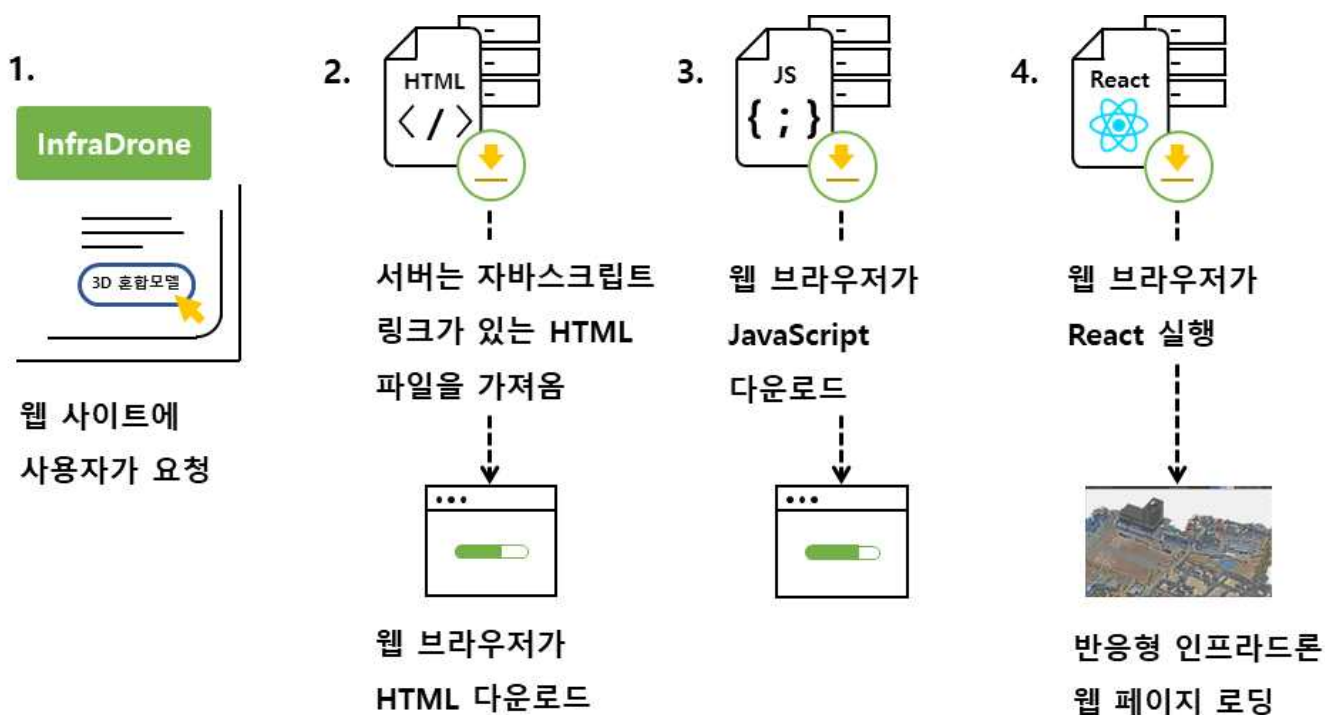 1.
InfraDrone
3D 혼합모델
웹 사이트에
사용자가 요청
2.
HTML
</>
서버는 자바스크립트
링크가 있는 HTML
파일을 가져옴
웹 브라우저가
HTML 다운로드
3.
JS
{ ; }
웹 브라우저가
JavaScript
다운로드
4.
React
웹 브라우저가
React 실행
반응형 인프라드론
웹 페이지 로딩